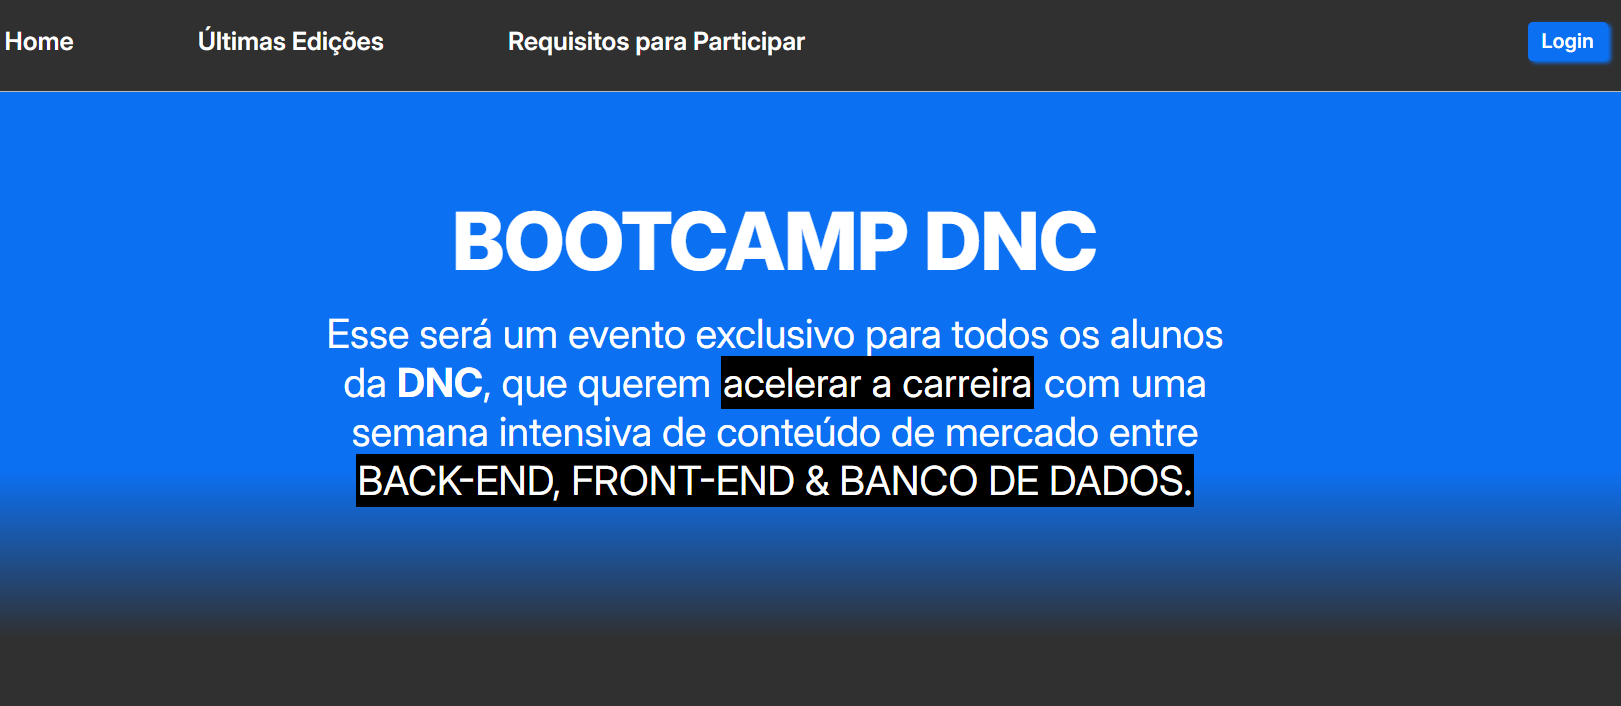 Home
Últimas Edições
Requisitos para Participar
Login
BOOTCAMP DNC
Esse será um evento exclusivo para todos os alunos
da DNC, que querem acelerar a carreira com uma
semana intensiva de conteúdo de mercado entre
BACK-END, FRONT-END & BANCO DE DADOS.